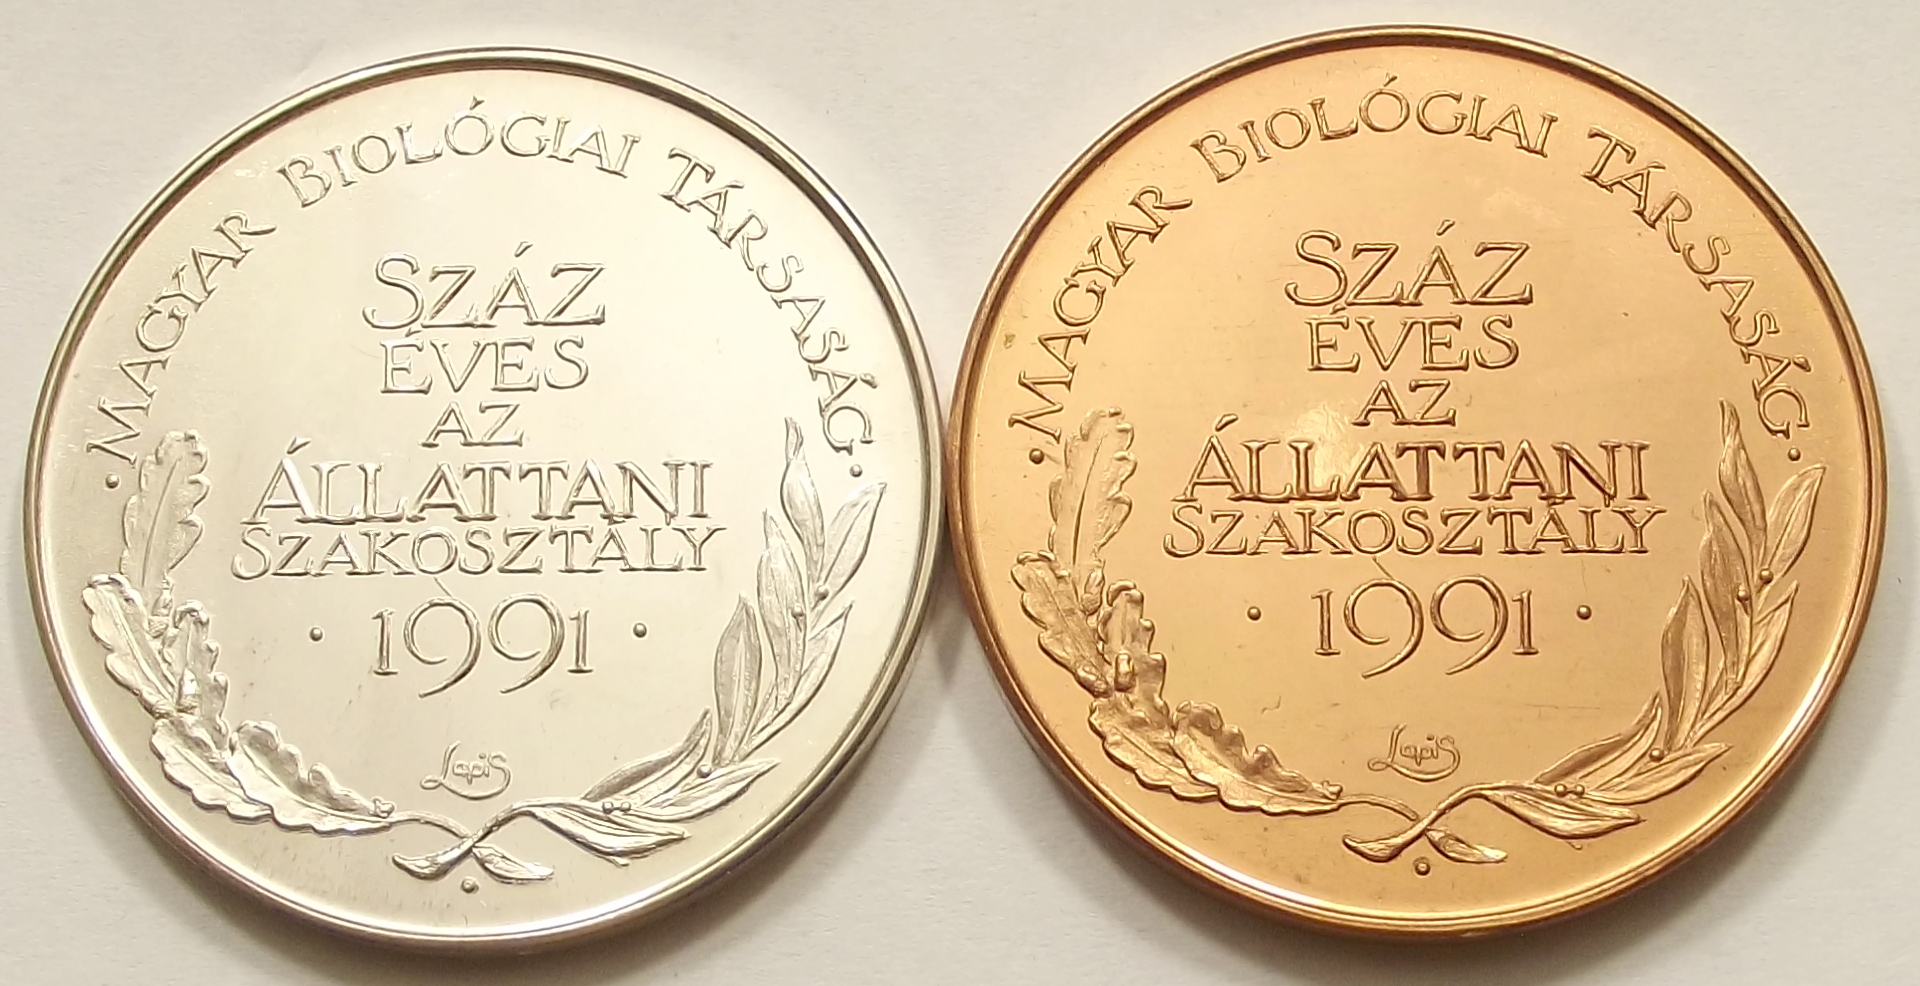 · MAGYAR BIOLÓGIAI TÁRSASÁG ·
SZÁZ
ÉVES
AZ
ÁLLATTANI
SZAKOSZTÁLY
· 1991 ·
Lapis
· MAGYAR BIOLÓGIAI TÁRSASÁG ·
SZÁZ
ÉVES
AZ
ÁLLATTANI
SZAKOSZTÁLY
· 1991 ·
Lapis